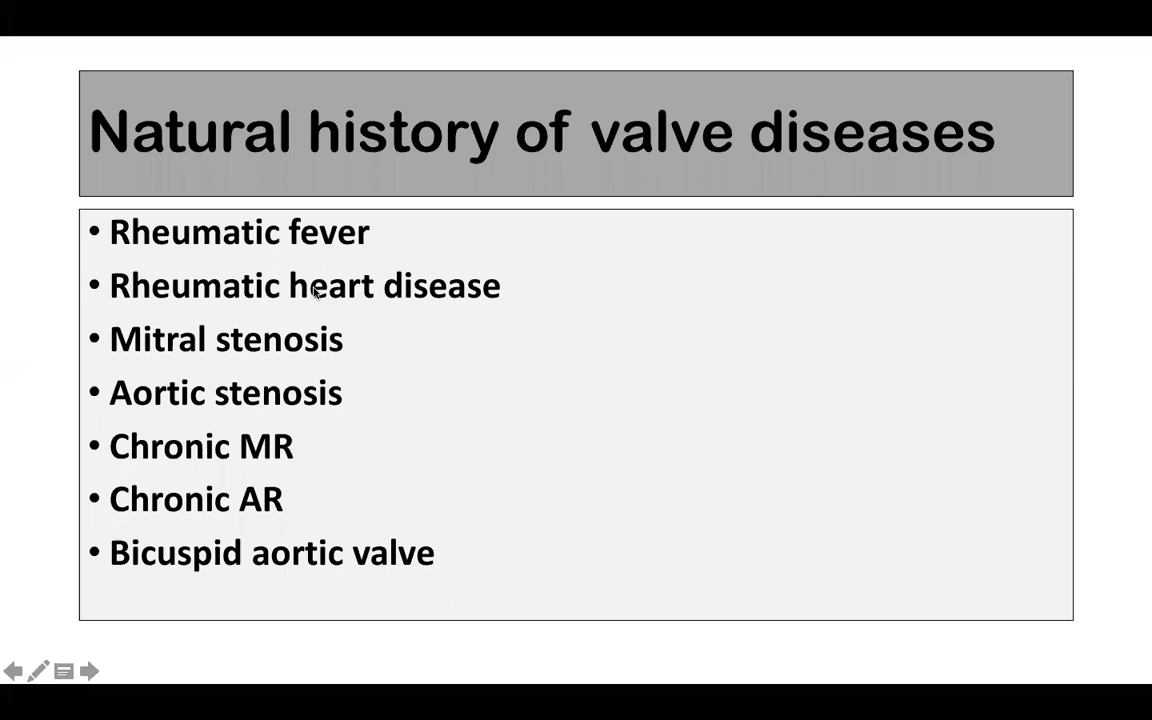 Natural history of valve diseases
• Rheumatic fever
• Rheumatic heart disease
• Mitral stenosis
• Aortic stenosis
• Chronic MR
• Chronic AR
• Bicuspid aortic valve